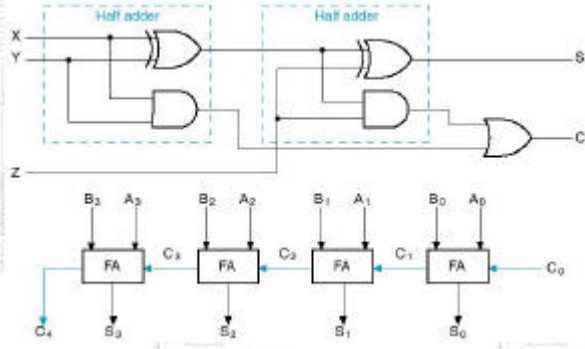 Half adder Half adder
X
Y
S
C
Z
B₃ A₃ B₂ A₂ B₁ A₁ B₀ A₀
FA C₃ FA C₂ FA C₁ FA C₀
C₄ S₃ S₂ S₁ S₀